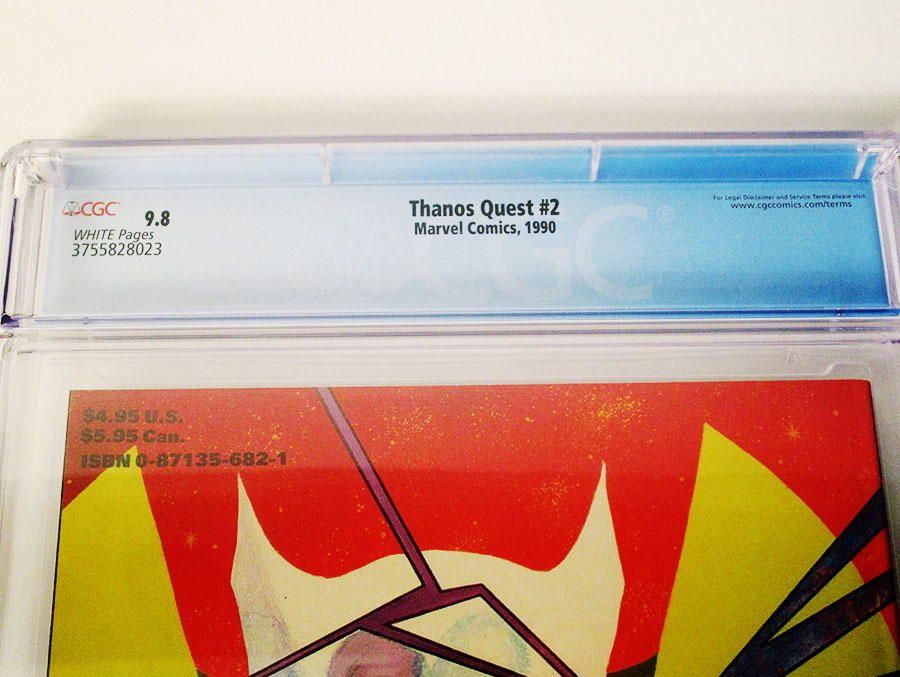 CGC
9.8
WHITE Pages
3755828023
Thanos Quest #2
Marvel Comics, 1990
CGC®
For Legal Disclaimer and Service Terms please visit
www.cgccomics.com/terms
$4.95 U.S.
$5.95 Can.
ISBN 0-87135-682-1